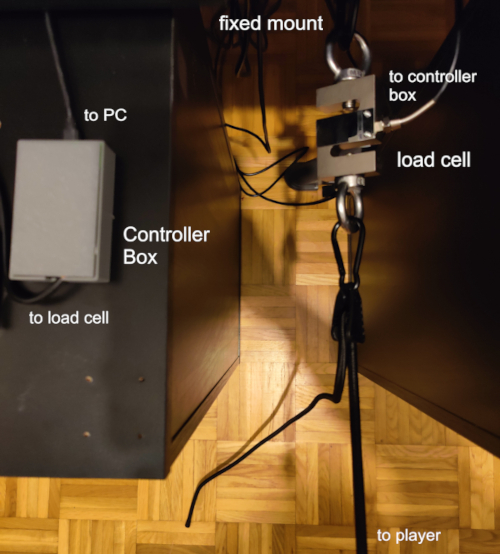 fixed mount
to controller
box
to PC
load cell
Controller
Box
to load cell
to player